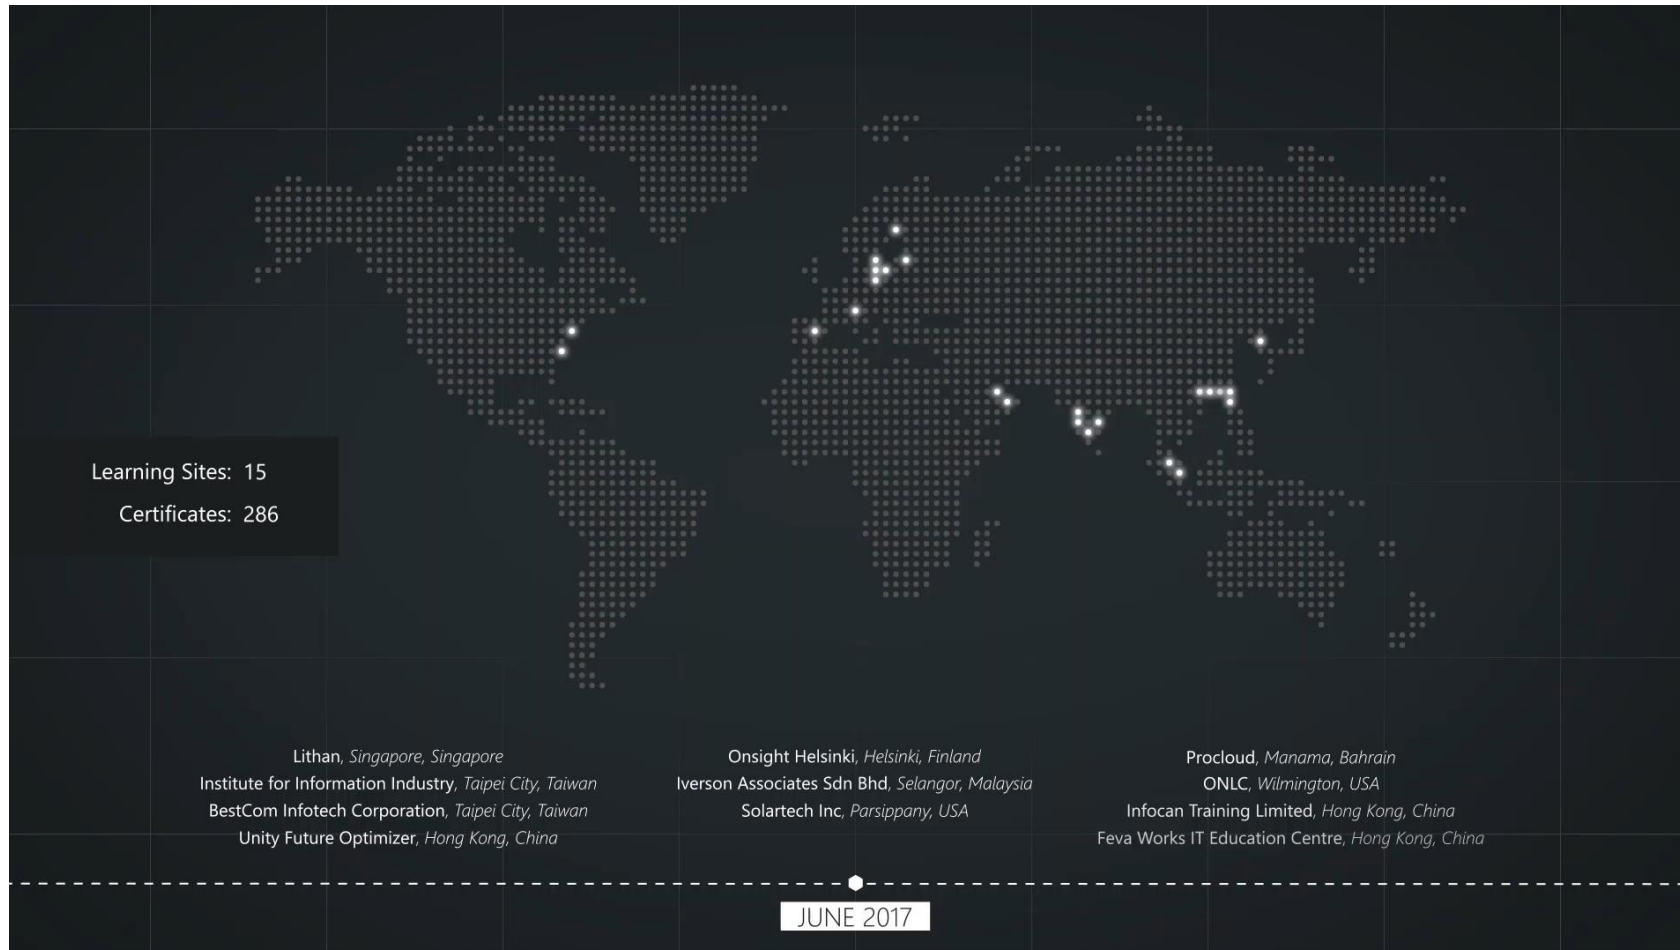 Learning Sites: 15
Certificates: 286
Lithan, Singapore, Singapore
Institute for Information Industry, Taipei City, Taiwan
BestCom Infotech Corporation, Taipei City, Taiwan
Unity Future Optimizer, Hong Kong, China
Onsight Helsinki, Helsinki, Finland
Iverson Associates Sdn Bhd, Selangor, Malaysia
Solartech Inc, Parsippany, USA
Procloud, Manama, Bahrain
ONLC, Wilmington, USA
Infocan Training Limited, Hong Kong, China
Feva Works IT Education Centre, Hong Kong, China
JUNE 2017